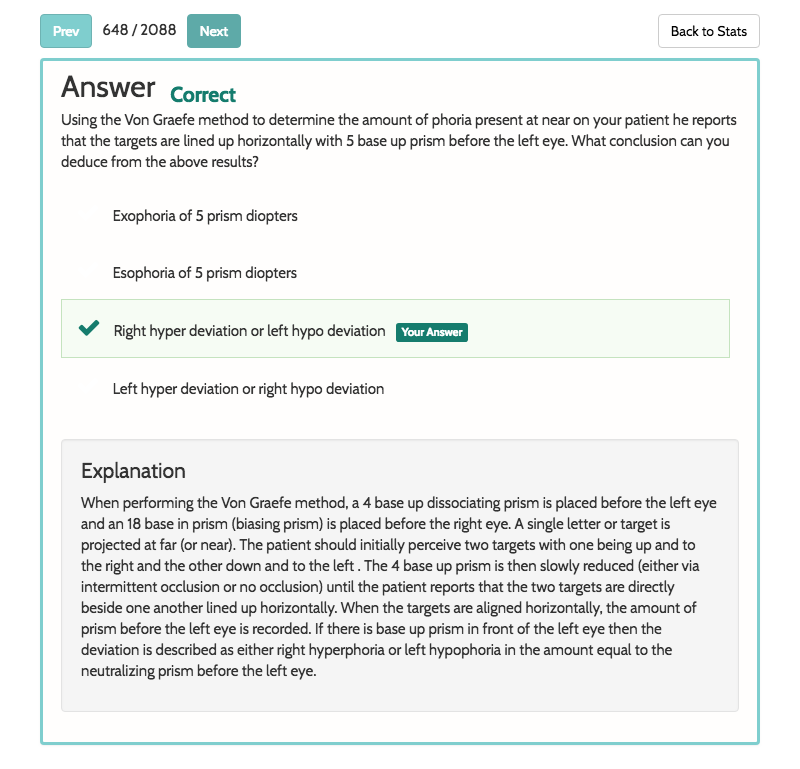 Prev 648 / 2088 Next Back to Stats
Answer Correct
Using the Von Graefe method to determine the amount of phoria present at near on your patient he reports
that the targets are lined up horizontally with 5 base up prism before the left eye. What conclusion can you
deduce from the above results?
Exophoria of 5 prism diopters
Esophoria of 5 prism diopters
Right hyper deviation or left hypo deviation Your Answer
Left hyper deviation or right hypo deviation
Explanation
When performing the Von Graefe method, a 4 base up dissociating prism is placed before the left eye
and an 18 base in prism (biasing prism) is placed before the right eye. A single letter or target is
projected at far (or near). The patient should initially perceive two targets with one being up and to
the right and the other down and to the left . The 4 base up prism is then slowly reduced (either via
intermittent occlusion or no occlusion) until the patient reports that the two targets are directly
beside one another lined up horizontally. When the targets are aligned horizontally, the amount of
prism before the left eye is recorded. If there is base up prism in front of the left eye then the
deviation is described as either right hyperphoria or left hypophoria in the amount equal to the
neutralizing prism before the left eye.